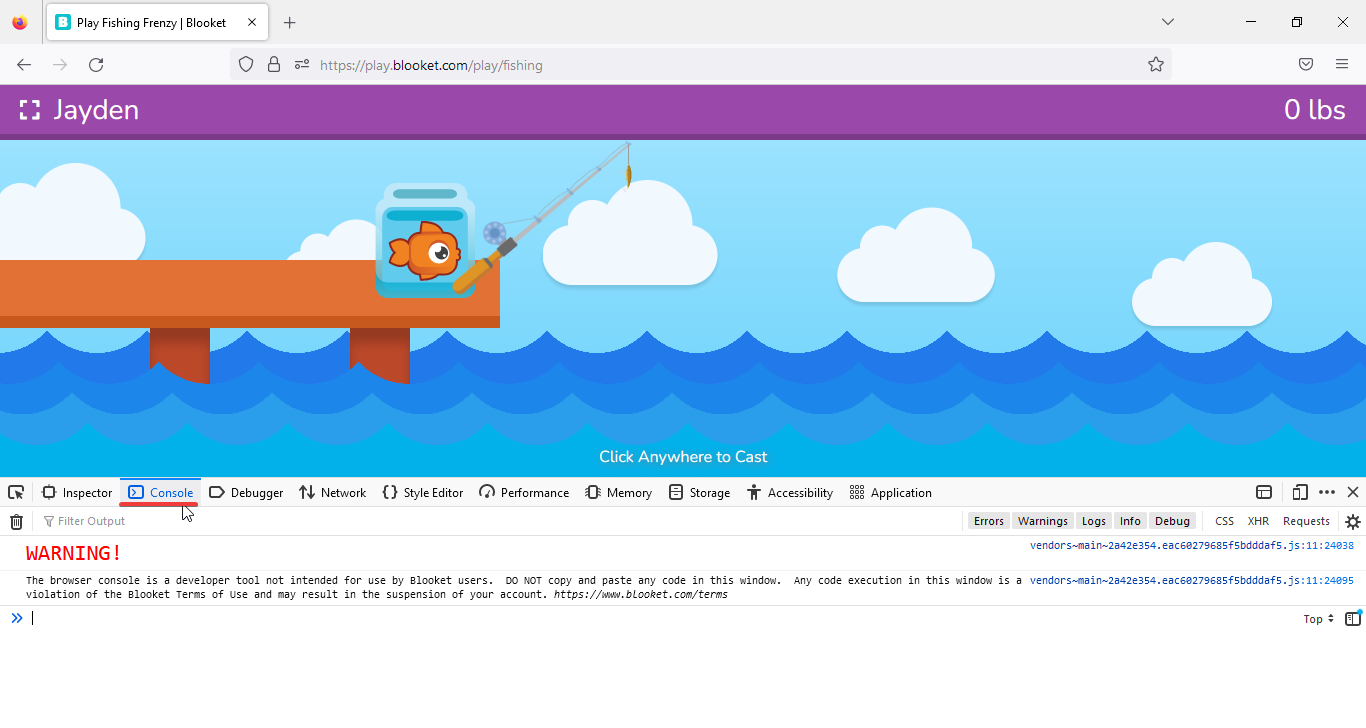 Play Fishing Frenzy | Blooket
https://play.blooket.com/play/fishing
Jayden
0 lbs
Click Anywhere to Cast
Inspector Console Debugger Network Style Editor Performance Memory Storage Accessibility Application
Filter Output Errors Warnings Logs Info Debug CSS XHR Requests
WARNING! vendors~main~2a42e354.eac60279685f5bdddaf5.js:11:24038
The browser console is a developer tool not intended for use by Blooket users.  DO NOT copy and paste any code in this window.  Any code execution in this window is a vendors~main~2a42e354.eac60279685f5bdddaf5.js:11:24095
violation of the Blooket Terms of Use and may result in the suspension of your account. https://www.blooket.com/terms
Top